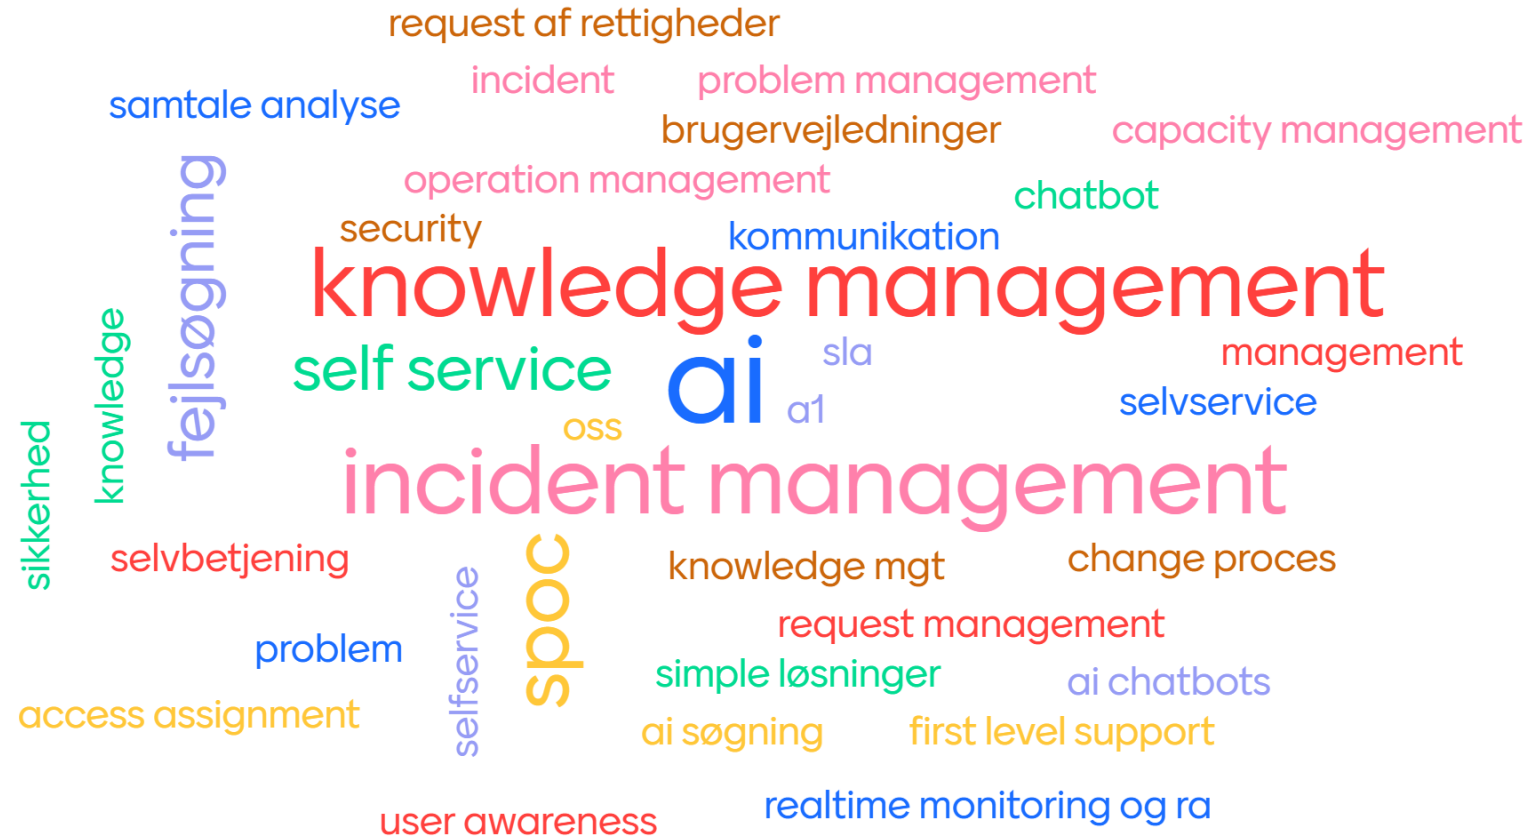 request af rettigheder
incident
problem management
samtale analyse
brugervejledninger
capacity management
operation management
chatbot
security
kommunikation
fejlsøgning
knowledge management
knowledge
self service
ai
sla
management
a1
selvservice
oss
sikkerhed
incident management
selvbetjening
spoc
knowledge mgt
change proces
selfservice
request management
problem
simple løsninger
ai chatbots
access assignment
ai søgning
first level support
realtime monitoring og ra
user awareness